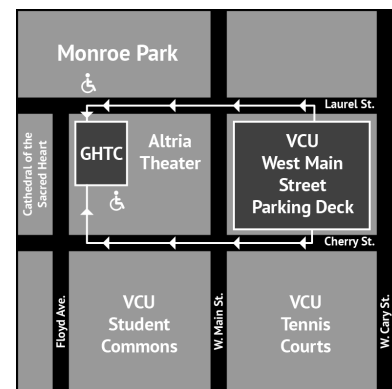 Monroe Park
Laurel St.
Cathedral of the
Sacred Heart
GHTC
Altria
Theater
VCU
West Main
Street
Parking Deck
Cherry St.
Floyd Ave.
VCU
Student
Commons
W. Main St.
VCU
Tennis
Courts
W. Cary St.